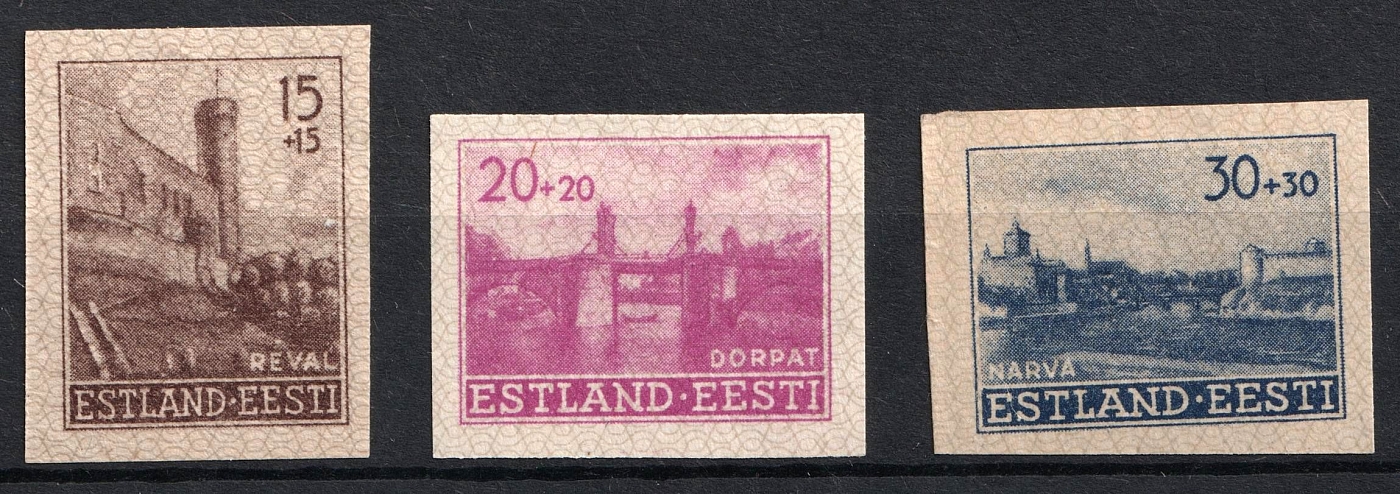 15
+15
REVAL
ESTLAND·EESTI
20+20
DORPAT
ESTLAND·EESTI
30+30
NARVA
ESTLAND·EESTI